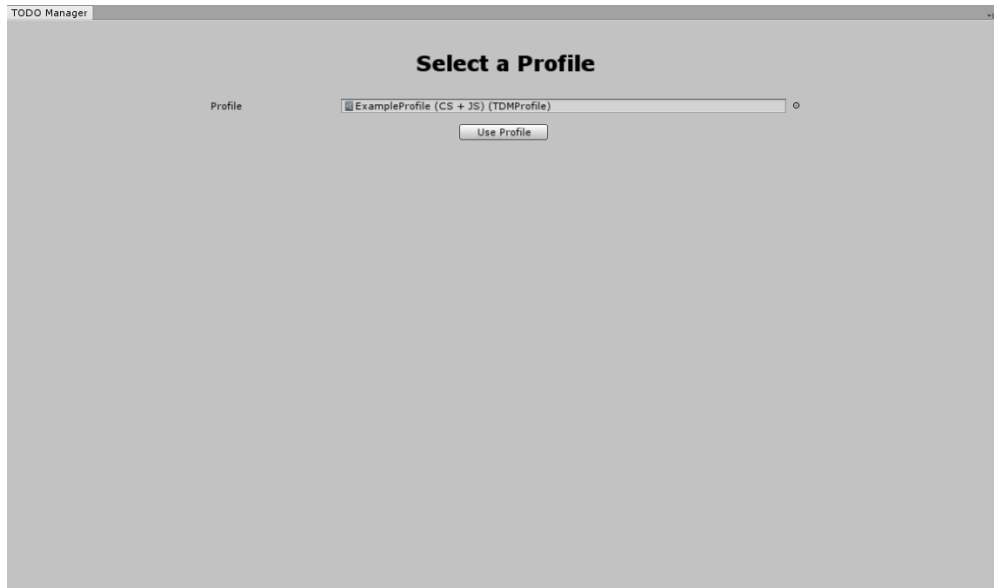 TODO Manager
Select a Profile
Profile ExampleProfile (CS + JS) (TDMProfile)
Use Profile